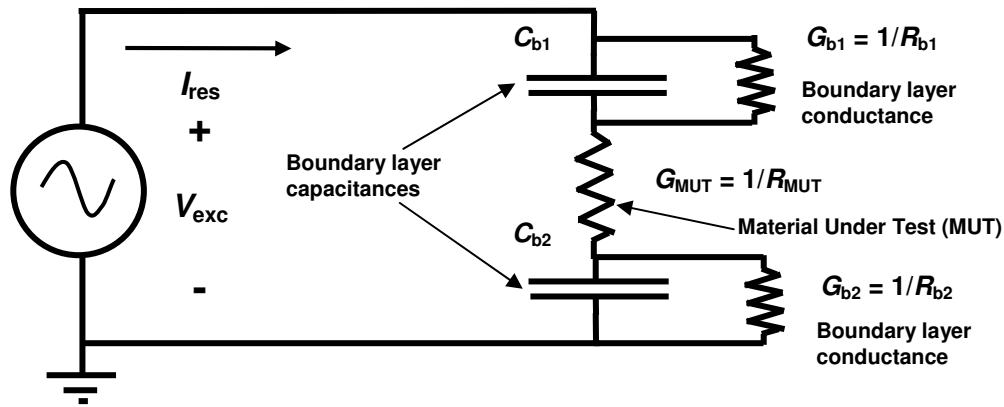 I_res
+
V_exc
-
C_b1
G_b1 = 1/R_b1
Boundary layer
conductance
Boundary layer
capacitances
G_MUT = 1/R_MUT
Material Under Test (MUT)
C_b2
G_b2 = 1/R_b2
Boundary layer
conductance